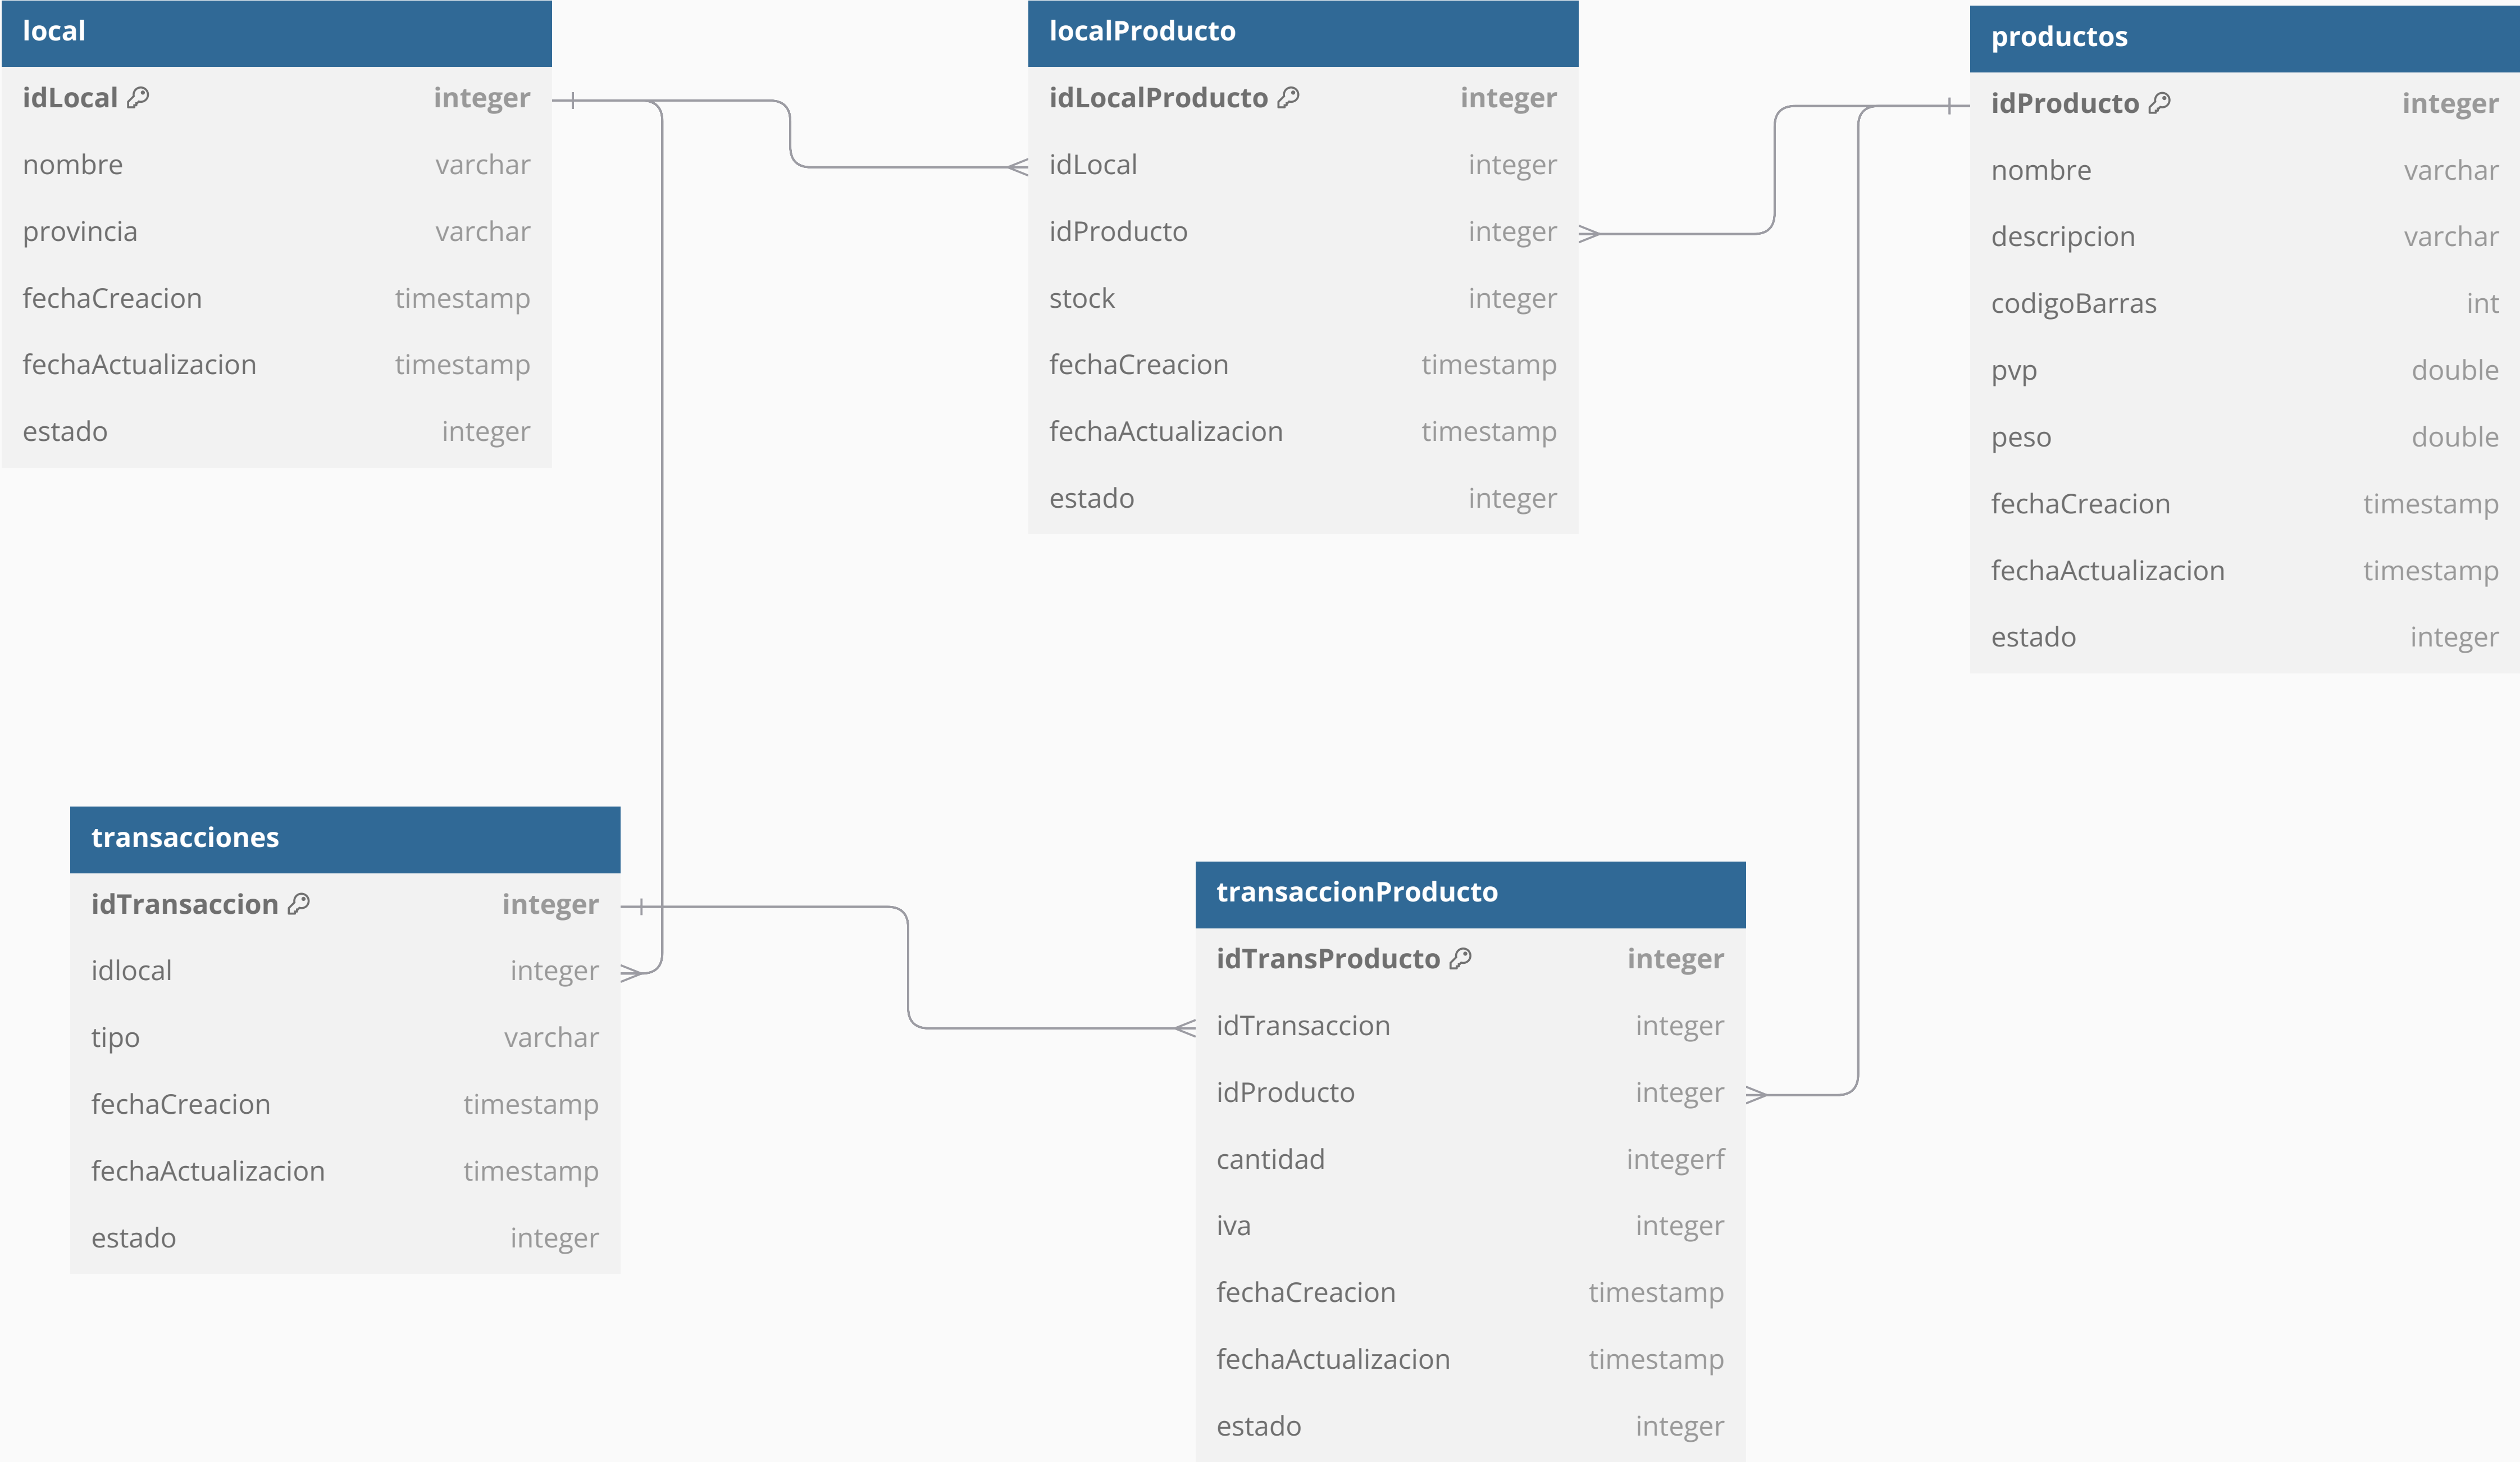 local
idLocal integer
nombre varchar
provincia varchar
fechaCreacion timestamp
fechaActualizacion timestamp
estado integer
localProducto
idLocalProducto integer
idLocal integer
idProducto integer
stock integer
fechaCreacion timestamp
fechaActualizacion timestamp
estado integer
productos
idProducto integer
nombre varchar
descripcion varchar
codigoBarras int
pvp double
peso double
fechaCreacion timestamp
fechaActualizacion timestamp
estado integer
transacciones
idTransaccion integer
idlocal integer
tipo varchar
fechaCreacion timestamp
fechaActualizacion timestamp
estado integer
transaccionProducto
idTransProducto integer
idTransaccion integer
idProducto integer
cantidad integerf
iva integer
fechaCreacion timestamp
fechaActualizacion timestamp
estado integer